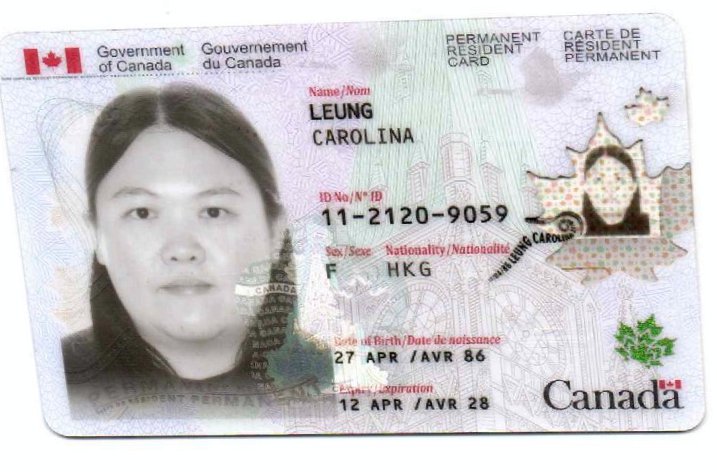 Government of Canada
Gouvernement du Canada
PERMANENT RESIDENT CARD
CARTE DE RÉSIDENT PERMANENT
Name/Nom
LEUNG
CAROLINA
ID No/Nº ID
11-2120-9059
Sex/Sexe Nationality/Nationalité
F HKG
LEUNG, CAROLINA
CANADA
Date of Birth/Date de naissance
27 APR /AVR 86
Expiry/Expiration
12 APR /AVR 28
Canada